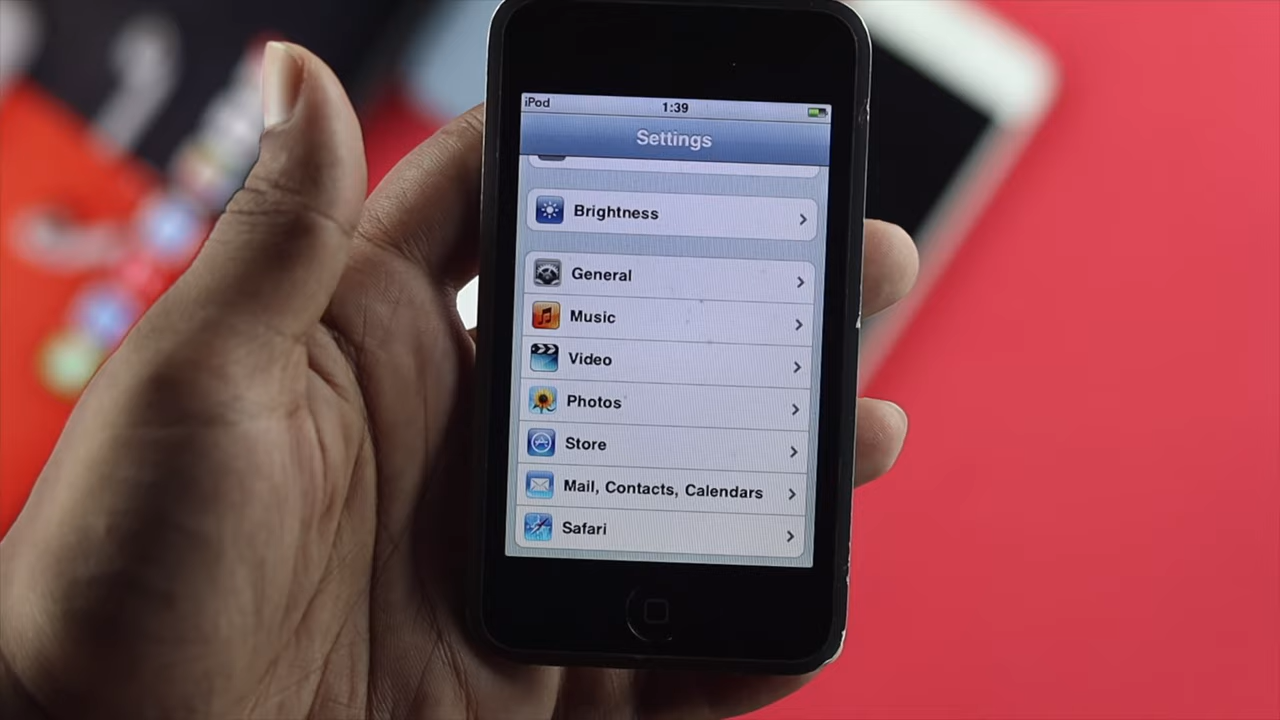 iPod 1:39
Settings
Brightness
General
Music
Video
Photos
Store
Mail, Contacts, Calendars
Safari